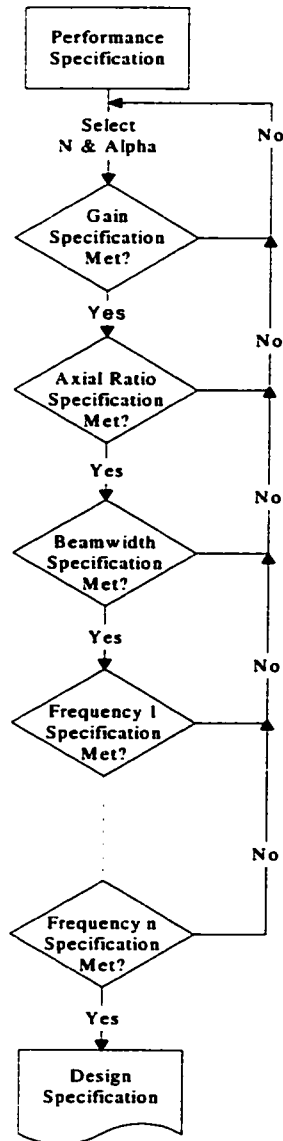 Performance
Specification
Select
N & Alpha
No
Gain
Specification
Met?
Yes
No
Axial Ratio
Specification
Met?
Yes
No
Beamwidth
Specification
Met?
Yes
No
Frequency 1
Specification
Met?
No
Frequency n
Specification
Met?
Yes
Design
Specification